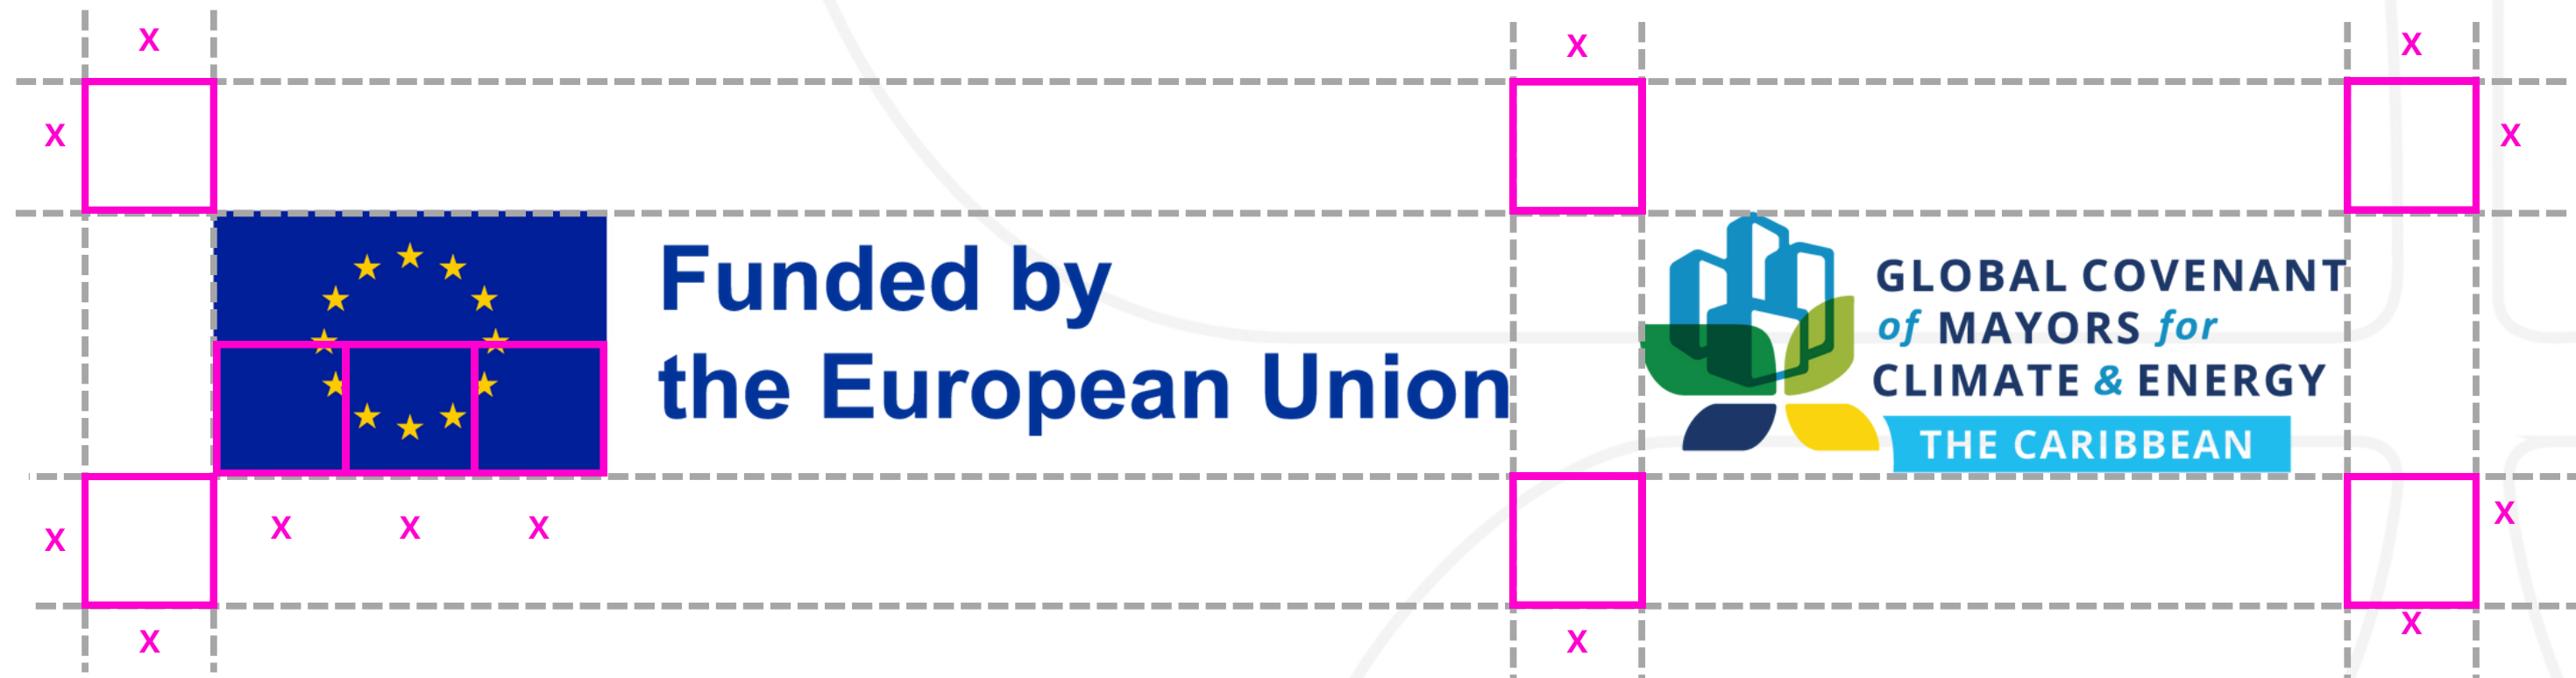 x
x
x
x
x
x
Funded by
the European Union
GLOBAL COVENANT
of MAYORS for
CLIMATE & ENERGY
THE CARIBBEAN
x
x
x
x
x
x
x
x